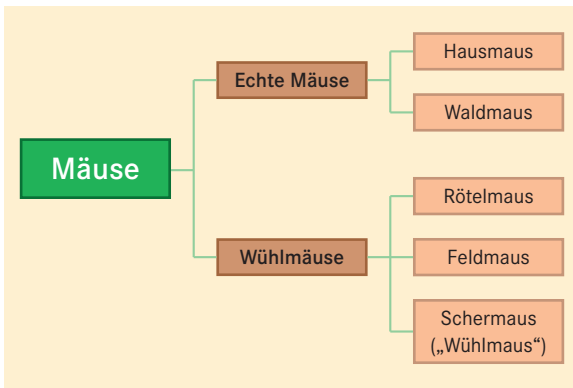 Mäuse
Echte Mäuse
Hausmaus
Waldmaus
Wühlmäuse
Rötelmaus
Feldmaus
Schermaus
(„Wühlmaus“)